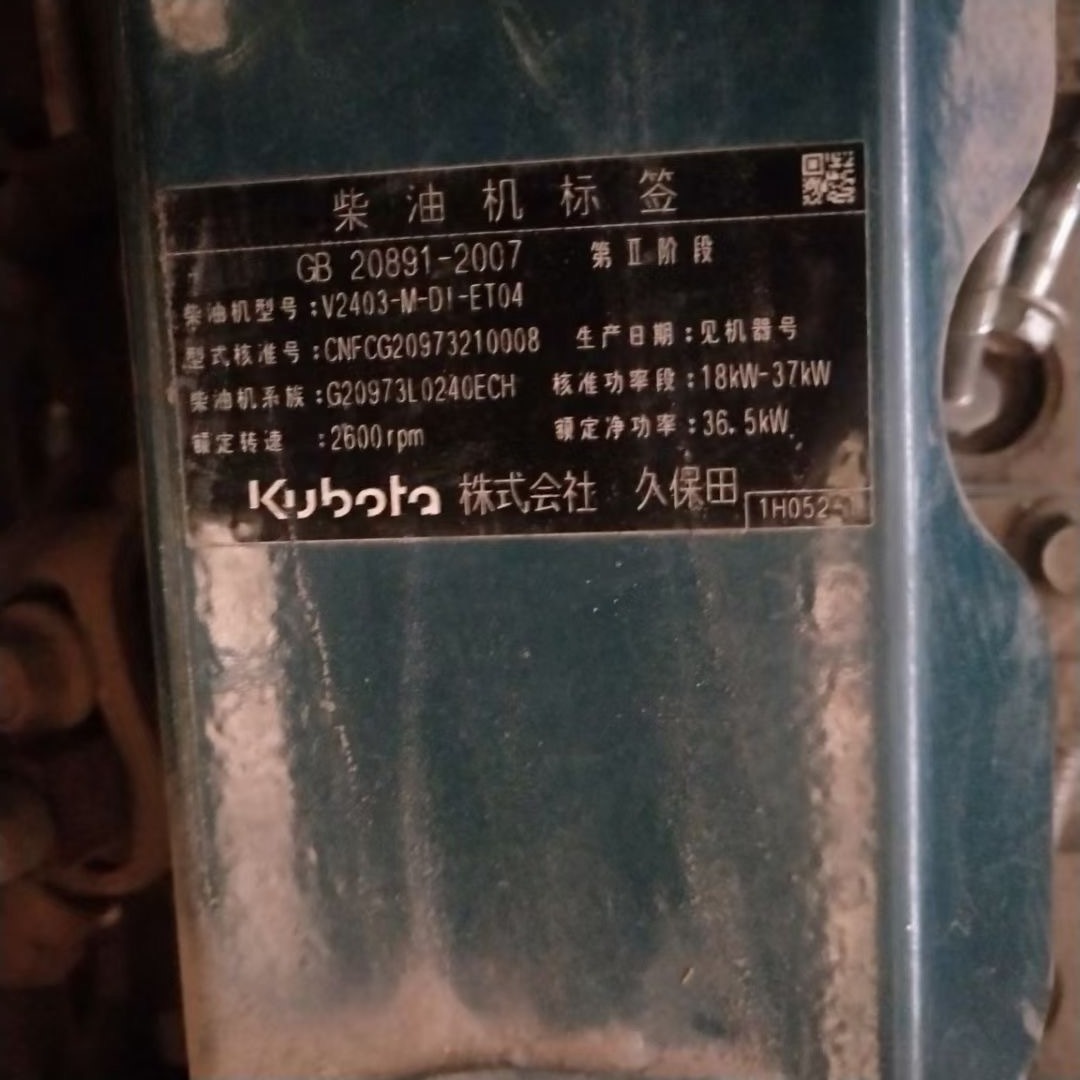 柴油机标签
GB 20891-2007 第Ⅱ阶段
柴油机型号:V2403-M-DI-ET04
型式核准号:CNFCG20973210008 生产日期:见机器号
柴油机系族:G20973L0240ECH 核准功率段:18kW-37kW
额定转速 :2600rpm 额定净功率:36.5kW
Kubota 株式会社 久保田